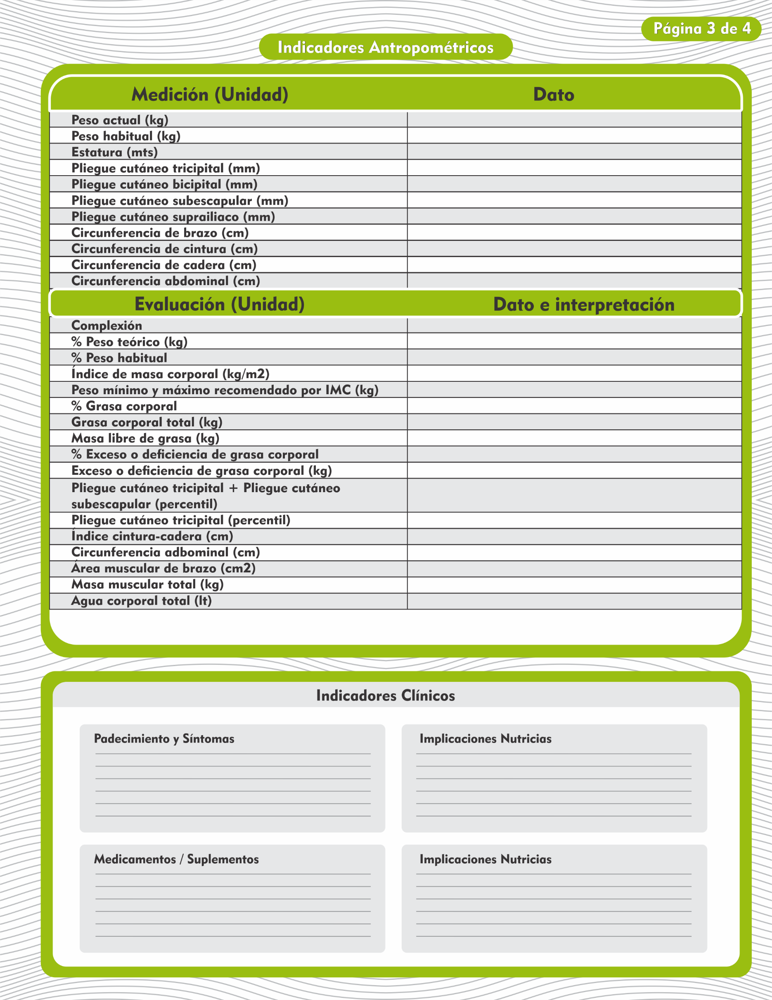 Página 3 de 4
Indicadores Antropométricos
Medición (Unidad) Dato
Peso actual (kg)
Peso habitual (kg)
Estatura (mts)
Pliegue cutáneo tricipital (mm)
Pliegue cutáneo bicipital (mm)
Pliegue cutáneo subescapular (mm)
Pliegue cutáneo suprailiaco (mm)
Circunferencia de brazo (cm)
Circunferencia de cintura (cm)
Circunferencia de cadera (cm)
Circunferencia abdominal (cm)
Evaluación (Unidad) Dato e interpretación
Complexión
% Peso teórico (kg)
% Peso habitual
Índice de masa corporal (kg/m2)
Peso mínimo y máximo recomendado por IMC (kg)
% Grasa corporal
Grasa corporal total (kg)
Masa libre de grasa (kg)
% Exceso o deficiencia de grasa corporal
Exceso o deficiencia de grasa corporal (kg)
Pliegue cutáneo tricipital + Pliegue cutáneo
subescapular (percentil)
Pliegue cutáneo tricipital (percentil)
Índice cintura-cadera (cm)
Circunferencia adbominal (cm)
Área muscular de brazo (cm2)
Masa muscular total (kg)
Agua corporal total (lt)
Indicadores Clínicos
Padecimiento y Síntomas
Implicaciones Nutricias
Medicamentos / Suplementos
Implicaciones Nutricias